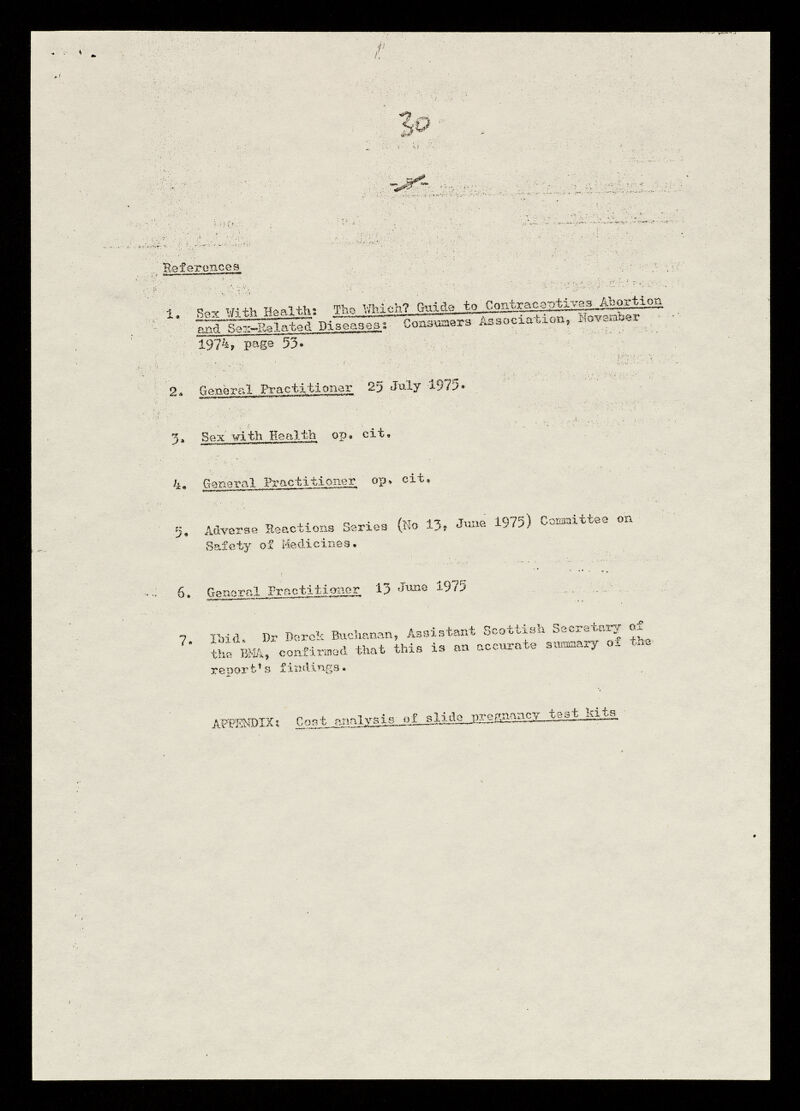 30
References
1. Sex With Health: The Which? Guide to Contraceptives Abortion
and Sex-Related Diseases: Consumers Association, November
1974, page 53.
2. General Practitioner 25 July 1975.
3. Sex with Health op. cit.
4. General Practitioner op. cit.
5. Adverse Reactions Series (No 13, June 1975) Committee on
Safety of Medicines.
6. General Practitioner 13 June 1975
7. Ibid. Dr Derek Buchanan, Assistant Scottish Secretary of
the BMA, confirmed that this is an accurate summary of the
report's findings.
APPENDIX: Cost analysis of slide pregnancy test kits